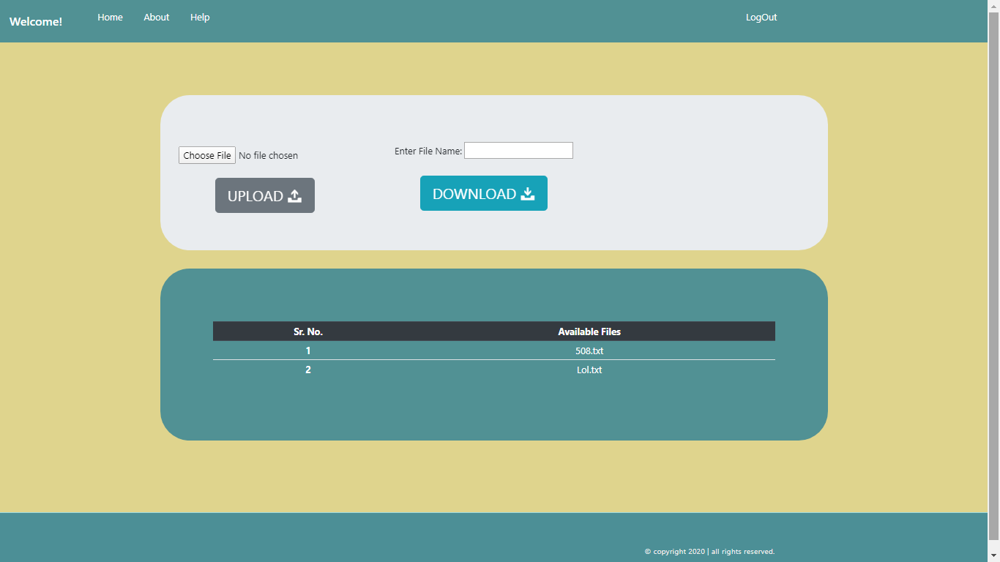 Welcome! Home About Help LogOut
Choose File No file chosen
Enter File Name:
UPLOAD
DOWNLOAD
Sr. No. Available Files
1 508.txt
2 Lol.txt
© copyright 2020 | all rights reserved.